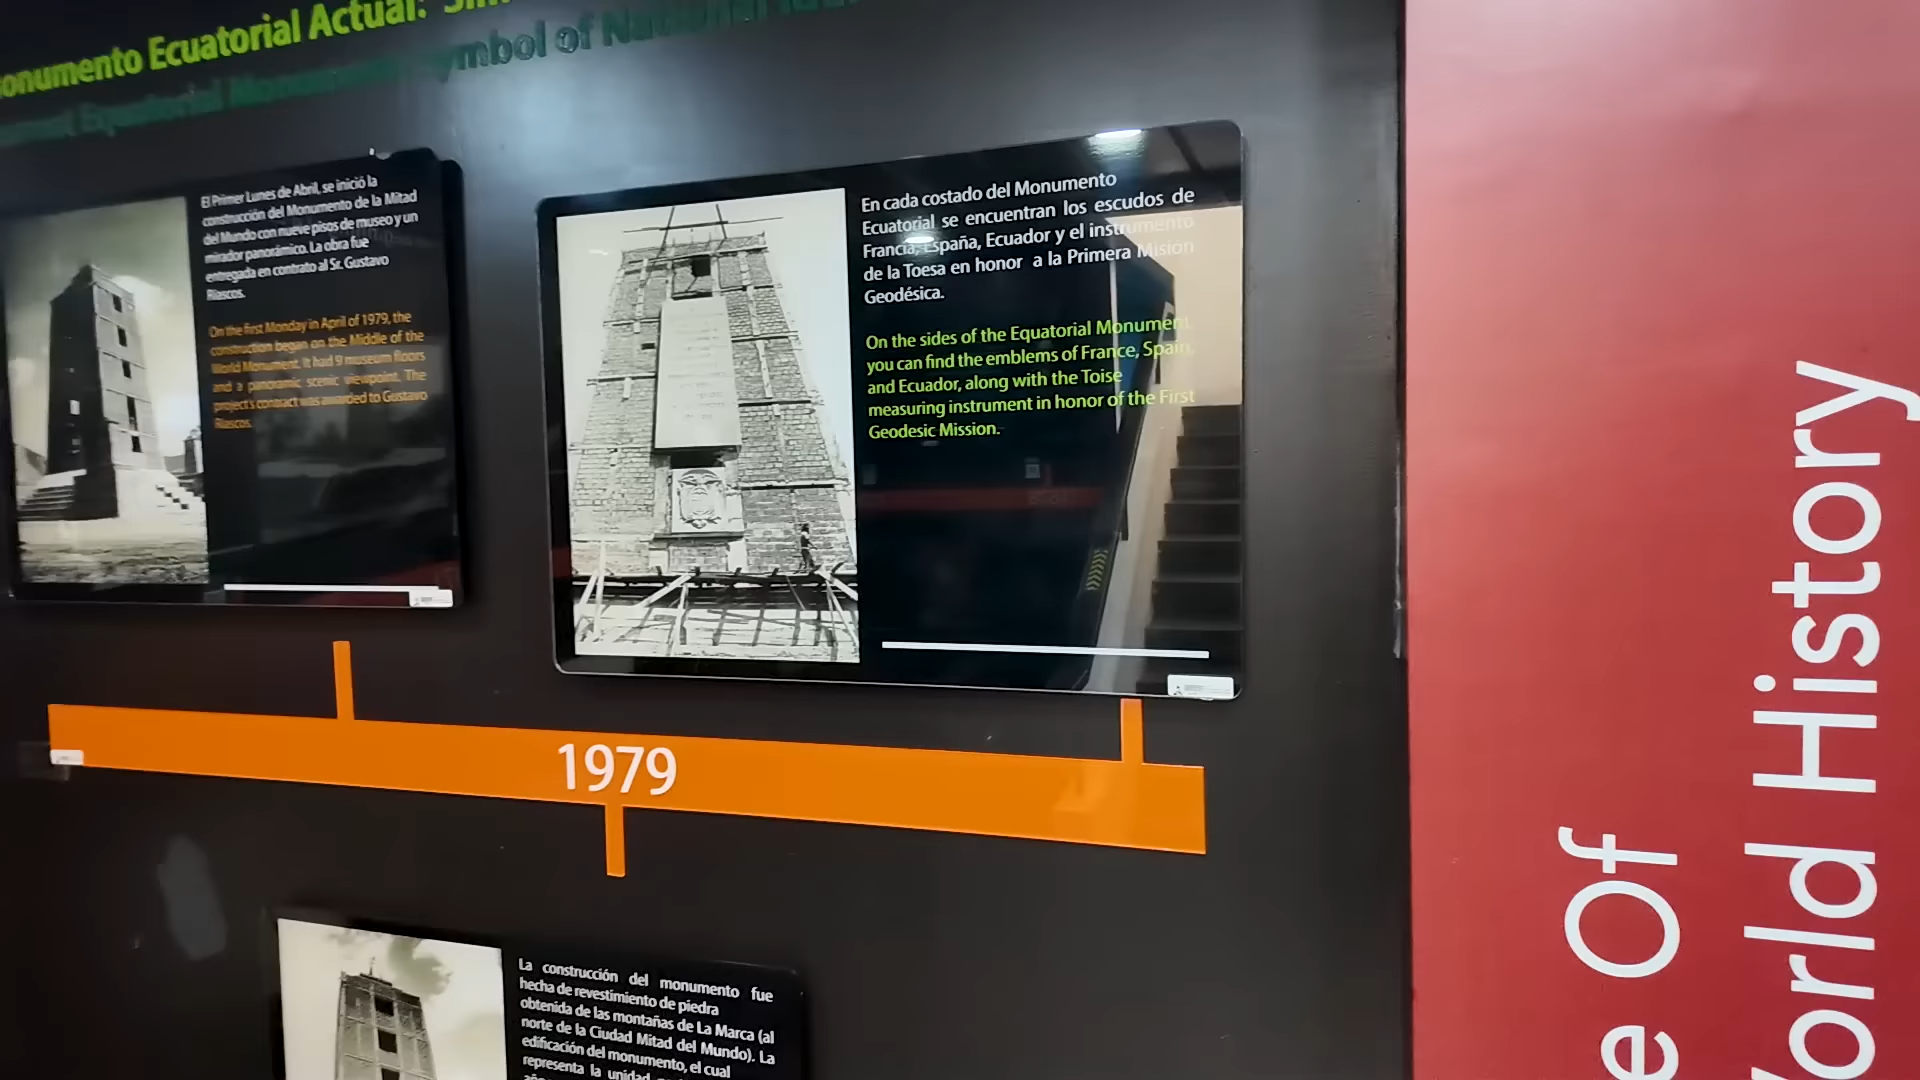 Monumento Ecuatorial Actual:
Equatorial Monument Symbol of National
El Primer Lunes de Abril, se inició la
construcción del Monumento de la Mitad
del Mundo con nueve pisos de museo y un
mirador panorámico. La obra fue
entregada en contrato al Sr. Gustavo
Riascos.
On the first Monday in April of 1979, the
construction began on the Middle of the
World Monument. It had 9 museum floors
and a panoramic scenic viewpoint. The
project's contract was awarded to Gustavo
Riascos.
En cada costado del Monumento
Ecuatorial se encuentran los escudos de
Francia, España, Ecuador y el instrumento
de la Toesa en honor a la Primera Mision
Geodésica.
On the sides of the Equatorial Monument
you can find the emblems of France, Spain,
and Ecuador, along with the Toise
measuring instrument in honor of the First
Geodesic Mission.
1979
La construcción del monumento fue
hecha de revestimiento de piedra
obtenida de las montañas de La Marca (al
norte de la Ciudad Mitad del Mundo). La
edificación del monumento, el cual
representa la unidad
e Of
World History